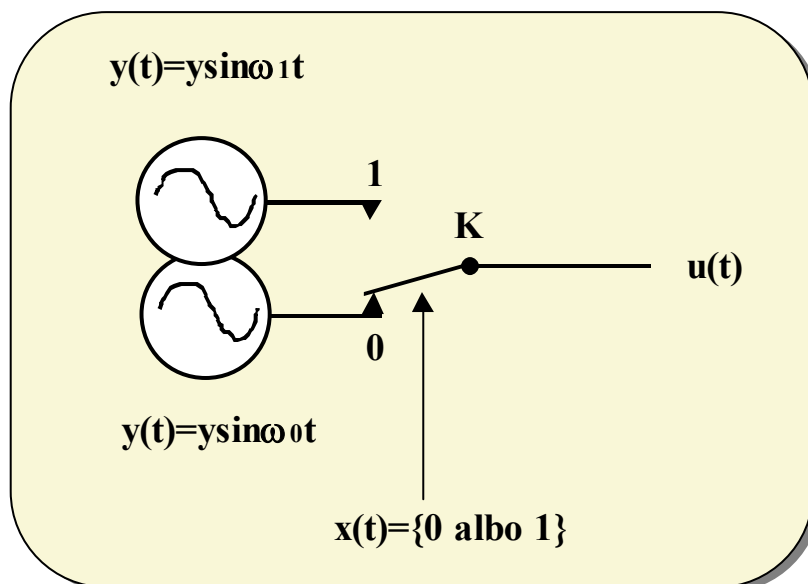 y(t)=ysinω1t
1
K
u(t)
0
y(t)=ysinω0t
x(t)={0 albo 1}